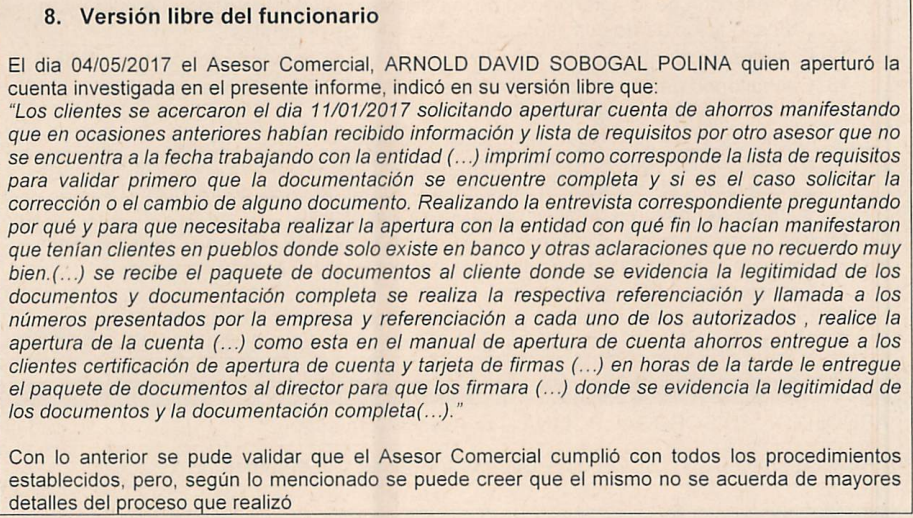 8. Versión libre del funcionario
El dia 04/05/2017 el Asesor Comercial, ARNOLD DAVID SOBOGAL POLINA quien aperturó la
cuenta investigada en el presente informe, indicó en su versión libre que:
"Los clientes se acercaron el dia 11/01/2017 solicitando aperturar cuenta de ahorros manifestando
que en ocasiones anteriores habían recibido información y lista de requisitos por otro asesor que no
se encuentra a la fecha trabajando con la entidad (...) imprimí como corresponde la lista de requisitos
para validar primero que la documentación se encuentre completa y si es el caso solicitar la
corrección o el cambio de alguno documento. Realizando la entrevista correspondiente preguntando
por qué y para que necesitaba realizar la apertura con la entidad con qué fin lo hacían manifestaron
que tenían clientes en pueblos donde solo existe en banco y otras aclaraciones que no recuerdo muy
bien.(...) se recibe el paquete de documentos al cliente donde se evidencia la legitimidad de los
documentos y documentación completa se realiza la respectiva referenciación y llamada a los
números presentados por la empresa y referenciación a cada uno de los autorizados , realice la
apertura de la cuenta (...) como esta en el manual de apertura de cuenta ahorros entregue a los
clientes certificación de apertura de cuenta y tarjeta de firmas (...) en horas de la tarde le entregue
el paquete de documentos al director para que los firmara (...) donde se evidencia la legitimidad de
los documentos y la documentación completa(...)."
Con lo anterior se pude validar que el Asesor Comercial cumplió con todos los procedimientos
establecidos, pero, según lo mencionado se puede creer que el mismo no se acuerda de mayores
detalles del proceso que realizó